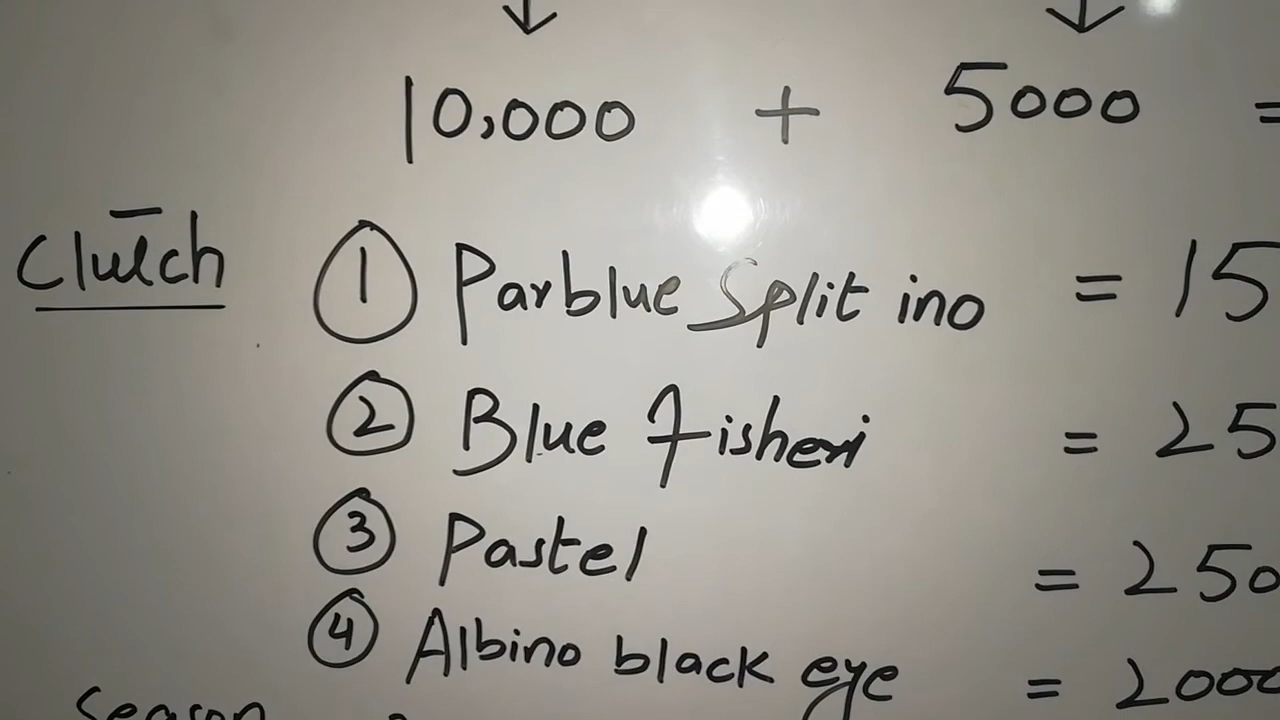 10,000 + 5000 =
Clutch ① Parblue Split ino = 15
② Blue fisheri = 25
③ Pastel = 250
④ Albino black eye = 2000
Season